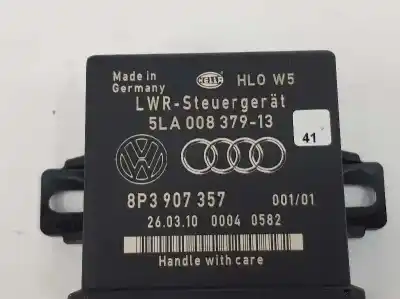 Made in
Germany
HELLA
HLO W5
LWR-Steuergerät
5LA 008 379-13
41
8P3 907 357
001/01
26.03.10 0004 0582
Handle with care